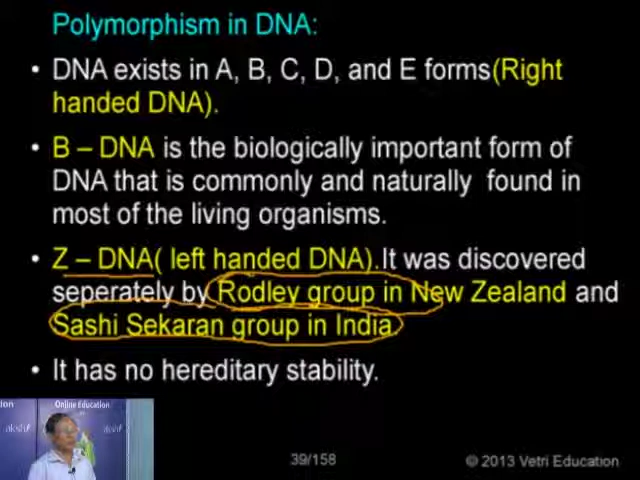 Polymorphism in DNA:
• DNA exists in A, B, C, D, and E forms(Right
handed DNA).
• B – DNA is the biologically important form of
DNA that is commonly and naturally found in
most of the living organisms.
• Z – DNA( left handed DNA).It was discovered
seperately by Rodley group in New Zealand and
Sashi Sekaran group in India.
• It has no hereditary stability.
Online Education
39/158
© 2013 Vetri Education